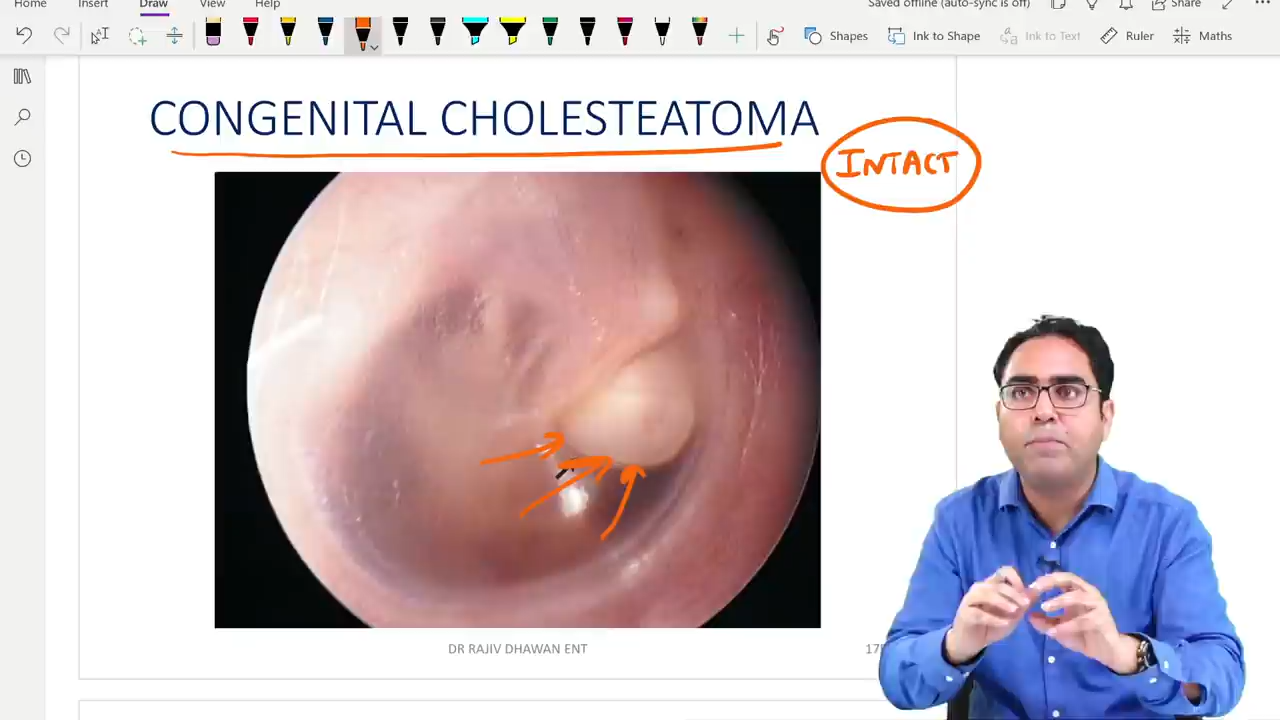 Home Insert Draw View Help Saved offline (auto-sync is off) Share
Shapes Ink to Shape Ink to Text Ruler Maths
CONGENITAL CHOLESTEATOMA
INTACT
DR RAJIV DHAWAN ENT